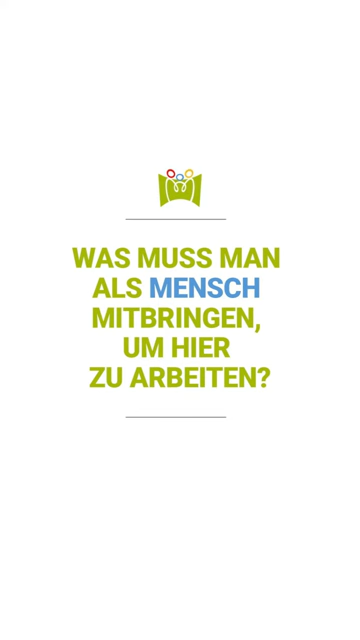 WAS MUSS MAN
ALS MENSCH
MITBRINGEN,
UM HIER
ZU ARBEITEN?